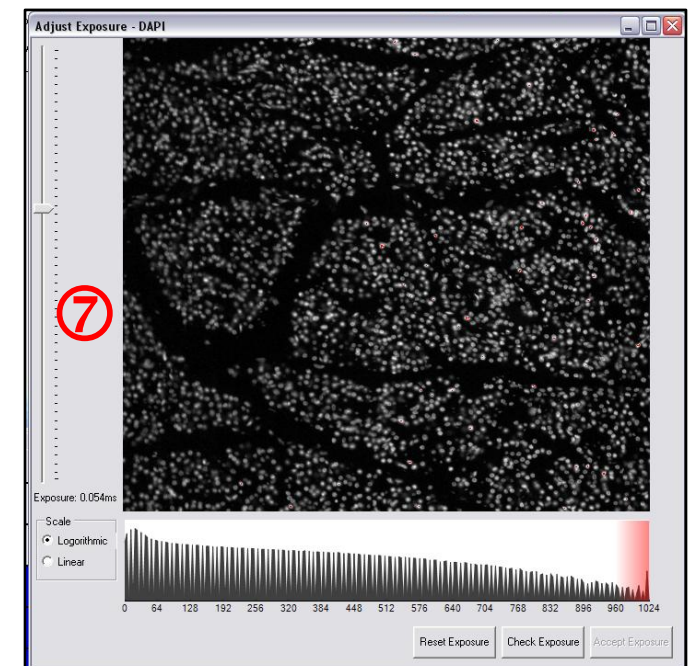 Adjust Exposure - DAPI
⑦
Exposure: 0.054ms
Scale
Logorithmic
Linear
0 64 128 192 256 320 384 448 512 576 640 704 768 832 896 960 1024
Reset Exposure Check Exposure Accept Exposure